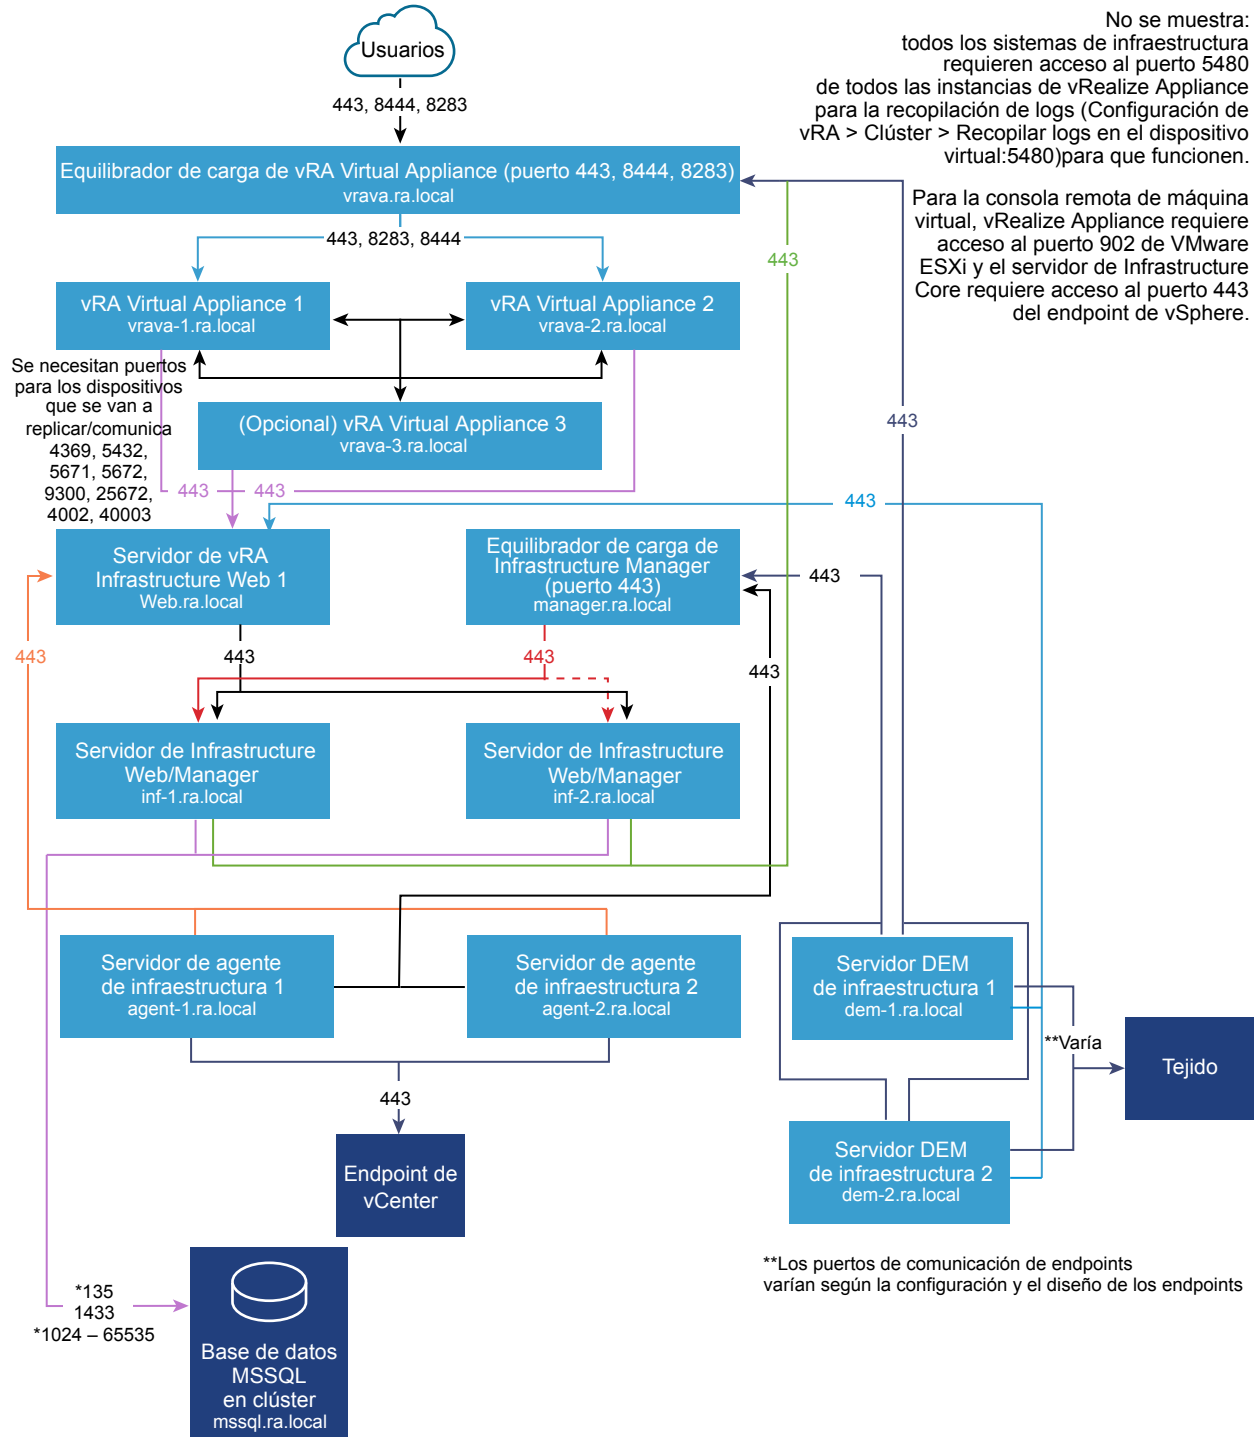 Usuarios
443, 8444, 8283
No se muestra:
todos los sistemas de infraestructura
requieren acceso al puerto 5480
de todos las instancias de vRealize Appliance
para la recopilación de logs (Configuración de
vRA > Clúster > Recopilar logs en el dispositivo
virtual:5480)para que funcionen.
Para la consola remota de máquina
virtual, vRealize Appliance requiere
acceso al puerto 902 de VMware
ESXi y el servidor de Infrastructure
Core requiere acceso al puerto 443
del endpoint de vSphere.
Equilibrador de carga de vRA Virtual Appliance (puerto 443, 8444, 8283)
vrava.ra.local
443, 8283, 8444
443
vRA Virtual Appliance 1
vrava-1.ra.local
vRA Virtual Appliance 2
vrava-2.ra.local
Se necesitan puertos
para los dispositivos
que se van a
replicar/comunica
4369, 5432,
5671, 5672,
9300, 25672,
4002, 40003
(Opcional) vRA Virtual Appliance 3
vrava-3.ra.local
443
443
443
443
Servidor de vRA
Infrastructure Web 1
Web.ra.local
Equilibrador de carga de
Infrastructure Manager
(puerto 443)
manager.ra.local
443
443
443
443
443
Servidor de Infrastructure
Web/Manager
inf-1.ra.local
Servidor de Infrastructure
Web/Manager
inf-2.ra.local
Servidor de agente
de infraestructura 1
agent-1.ra.local
Servidor de agente
de infraestructura 2
agent-2.ra.local
Servidor DEM
de infraestructura 1
dem-1.ra.local
**Varía
Tejido
443
Endpoint de
vCenter
Servidor DEM
de infraestructura 2
dem-2.ra.local
**Los puertos de comunicación de endpoints
varían según la configuración y el diseño de los endpoints
*135
1433
*1024 – 65535
Base de datos
MSSQL
en clúster
mssql.ra.local